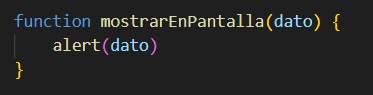 function mostrarEnPantalla(dato) {
    alert(dato)
}